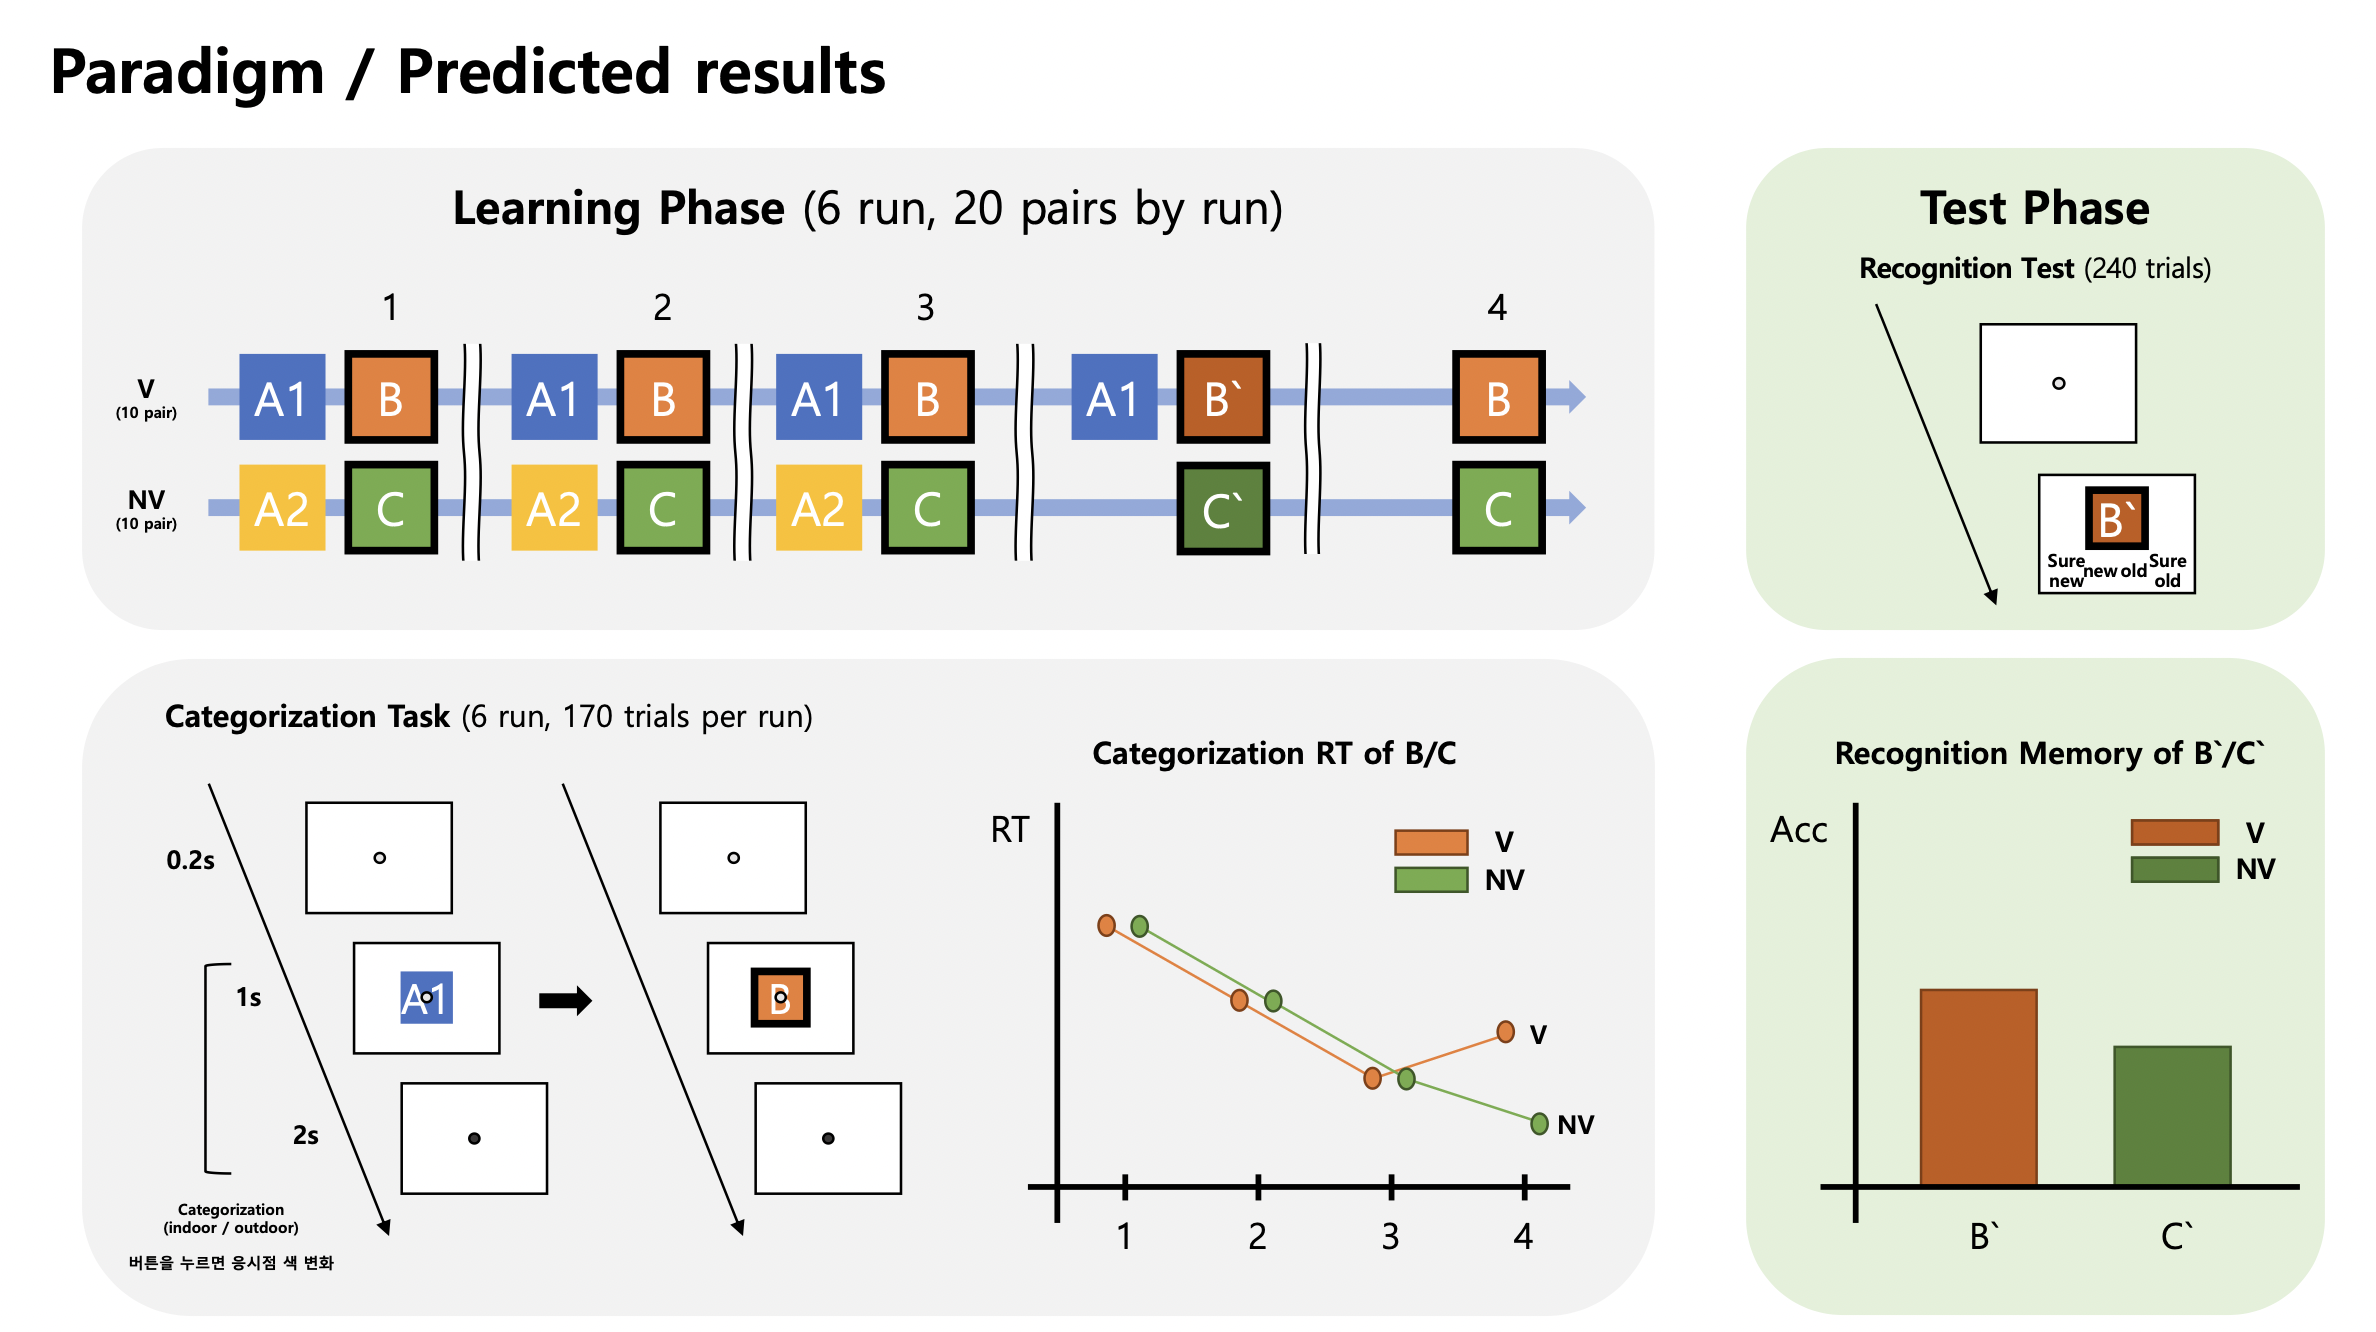 Paradigm / Predicted results
Learning Phase (6 run, 20 pairs by run)
1 2 3 4
V
(10 pair)
A1 B A1 B A1 B A1 B` B
NV
(10 pair)
A2 C A2 C A2 C C` C
Test Phase
Recognition Test (240 trials)
B`
Sure new new old Sure old
Categorization Task (6 run, 170 trials per run)
0.2s
1s
A1 B
2s
Categorization
(indoor / outdoor)
버튼을 누르면 응시점 색 변화
Categorization RT of B/C
RT
V
NV
V
NV
1 2 3 4
Recognition Memory of B`/C`
Acc
V
NV
B` C`